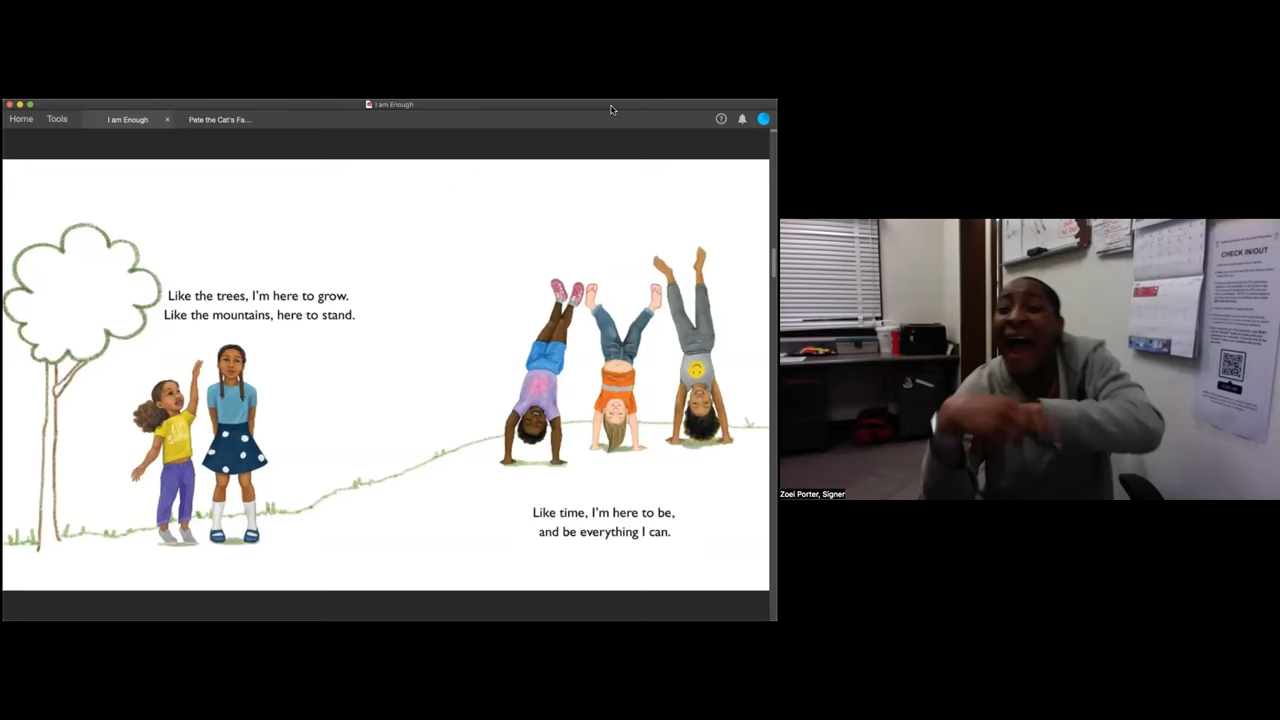 I am Enough
Home
Tools
I am Enough
×
Pete the Cat's Fa...
Like the trees, I'm here to grow.
Like the mountains, here to stand.
Like time, I'm here to be,
and be everything I can.
CHECK IN/OUT
Zoei Porter, Signer